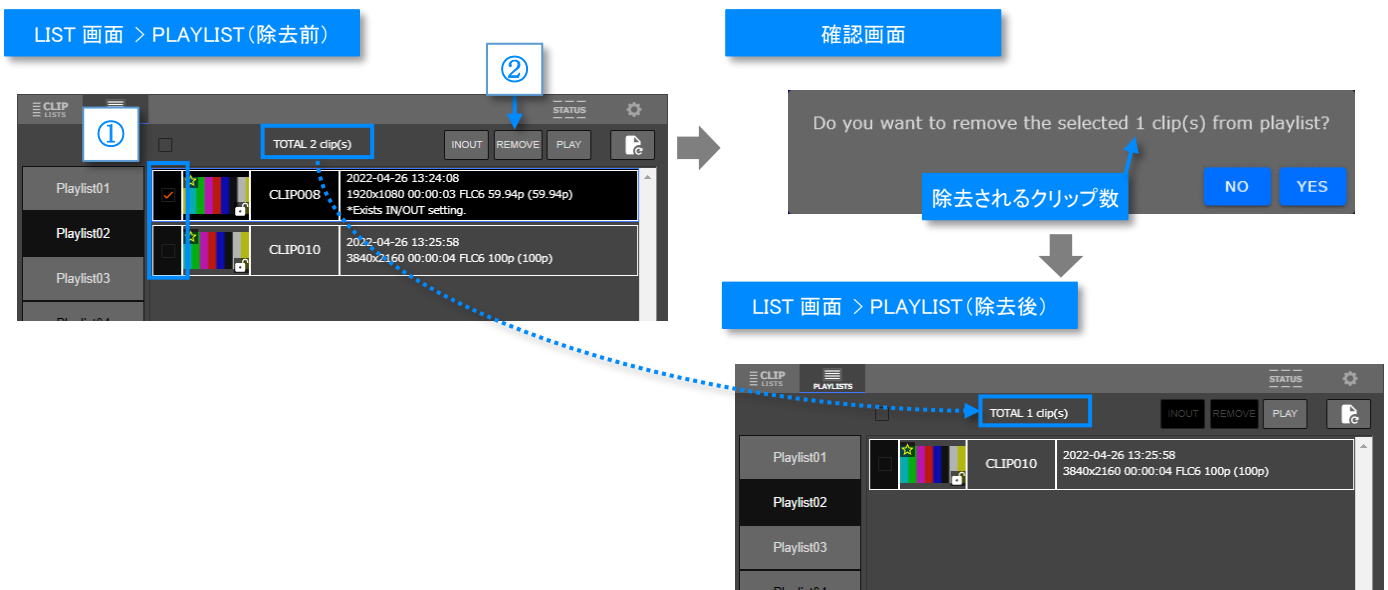 LIST 画面 > PLAYLIST（除去前）
②
CLIP
LISTS
STATUS
①
TOTAL 2 clip(s)
INOUT
REMOVE
PLAY
Playlist01
Playlist02
Playlist03
CLIP008
2022-04-26 13:24:08
1920x1080 00:00:03 FLC6 59.94p (59.94p)
*Exists IN/OUT setting.
CLIP010
2022-04-26 13:25:58
3840x2160 00:00:04 FLC6 100p (100p)
確認画面
Do you want to remove the selected 1 clip(s) from playlist?
除去されるクリップ数
NO
YES
LIST 画面 > PLAYLIST（除去後）
CLIP
LISTS
PLAYLISTS
STATUS
TOTAL 1 clip(s)
INOUT
REMOVE
PLAY
Playlist01
Playlist02
Playlist03
CLIP010
2022-04-26 13:25:58
3840x2160 00:00:04 FLC6 100p (100p)